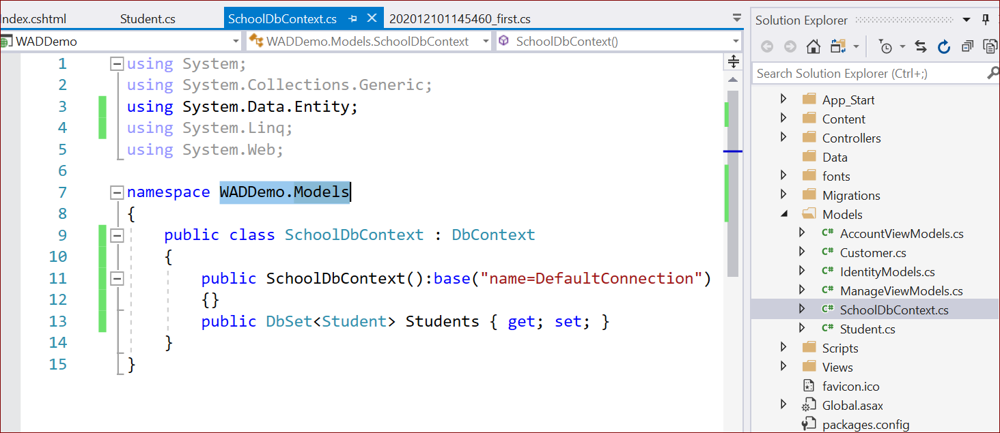 ndex.cshtml Student.cs SchoolDbContext.cs 202012101145460_first.cs
WADDemo WADDemo.Models.SchoolDbContext SchoolDbContext()
1 using System;
2 using System.Collections.Generic;
3 using System.Data.Entity;
4 using System.Linq;
5 using System.Web;
6
7 namespace WADDemo.Models
8 {
9 public class SchoolDbContext : DbContext
10 {
11 public SchoolDbContext():base("name=DefaultConnection")
12 {}
13 public DbSet<Student> Students { get; set; }
14 }
15 }
Solution Explorer
Search Solution Explorer (Ctrl+;)
App_Start
Content
Controllers
Data
fonts
Migrations
Models
C# AccountViewModels.cs
C# Customer.cs
C# IdentityModels.cs
C# ManageViewModels.cs
C# SchoolDbContext.cs
C# Student.cs
Scripts
Views
favicon.ico
Global.asax
packages.config